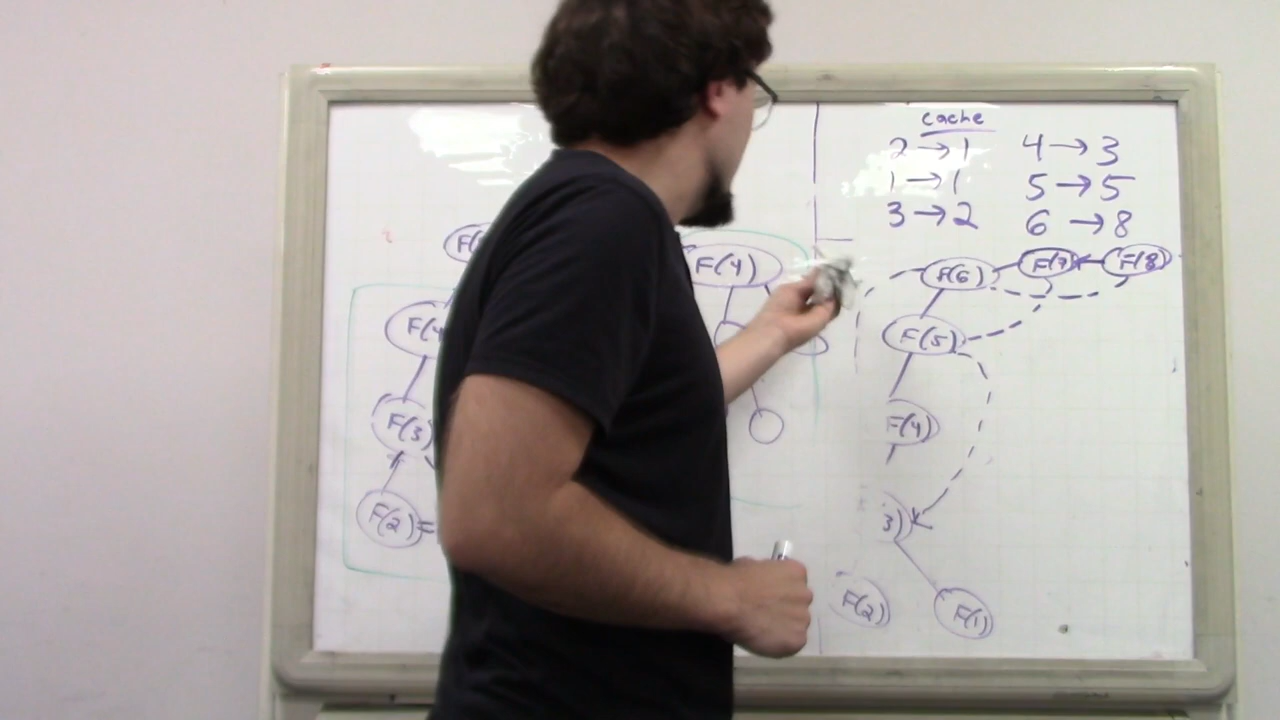 cache
2 → 1 4 → 3
1 → 1 5 → 5
3 → 2 6 → 8
F(4) F(6) F(7) F(8)
F(5)
F(3) F(4)
F(2) = 3)
F(2) F(1)